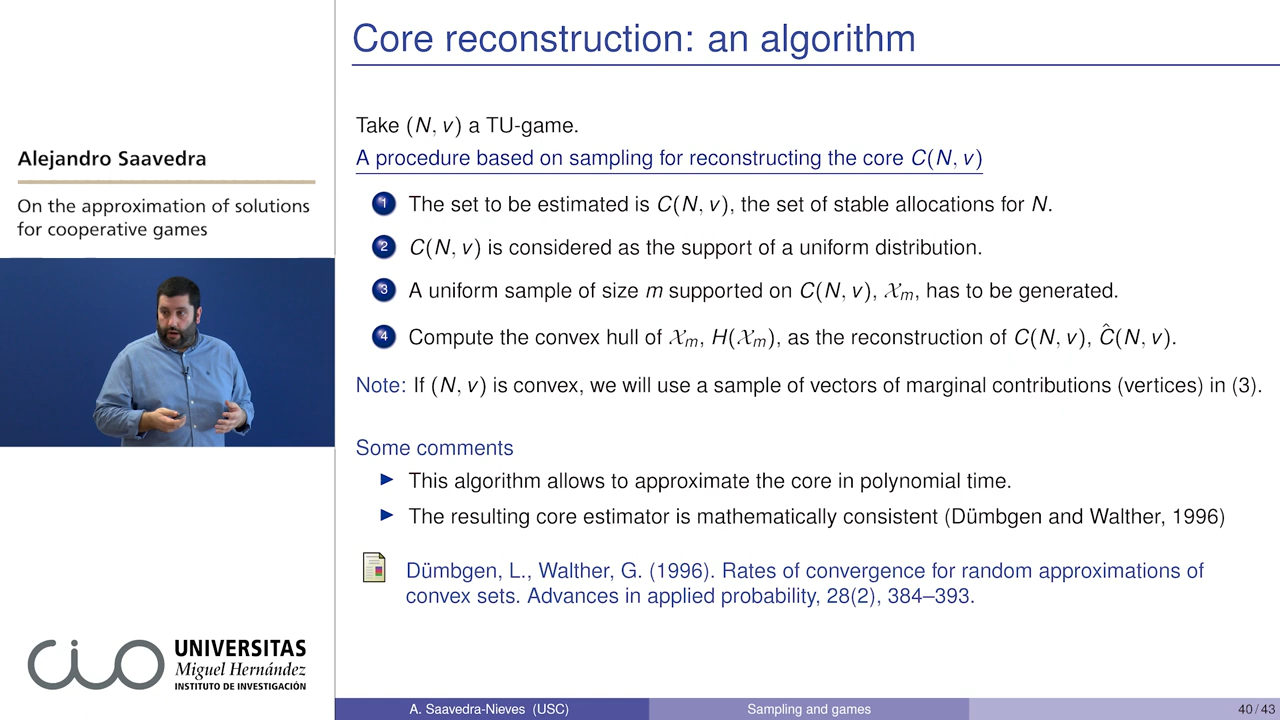 Core reconstruction: an algorithm
Alejandro Saavedra
On the approximation of solutions
for cooperative games
Take (N, v) a TU-game.
A procedure based on sampling for reconstructing the core C(N, v)
1 The set to be estimated is C(N, v), the set of stable allocations for N.
2 C(N, v) is considered as the support of a uniform distribution.
3 A uniform sample of size m supported on C(N, v), 𝒳m, has to be generated.
4 Compute the convex hull of 𝒳m, H(𝒳m), as the reconstruction of C(N, v), Ĉ(N, v).
Note: If (N, v) is convex, we will use a sample of vectors of marginal contributions (vertices) in (3).
Some comments
► This algorithm allows to approximate the core in polynomial time.
► The resulting core estimator is mathematically consistent (Dümbgen and Walther, 1996)
Dümbgen, L., Walther, G. (1996). Rates of convergence for random approximations of
convex sets. Advances in applied probability, 28(2), 384–393.
cio
UNIVERSITAS
Miguel Hernández
INSTITUTO DE INVESTIGACIÓN
A. Saavedra-Nieves (USC)
Sampling and games
40 / 43